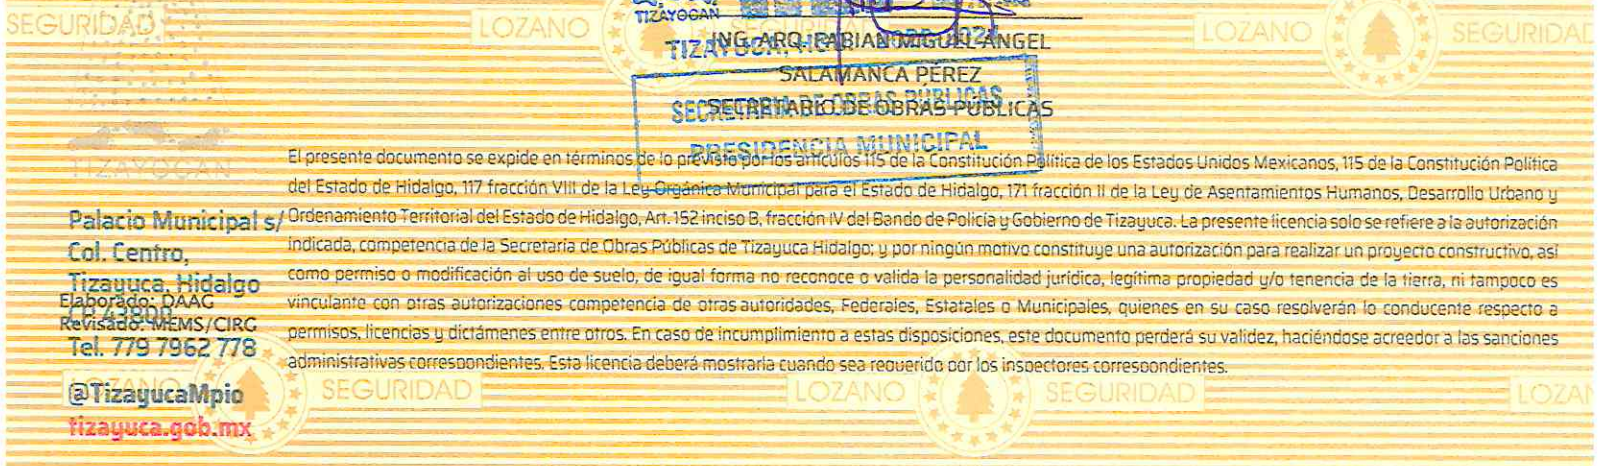 SEGURIDAD LOZANO LOZANO SEGURIDAD
TIZAYOCAN
TIZAYUCA,
ING. ARQ. FABIAN MIGUEL ANGEL
SALAMANCA PÉREZ
SECRETARIA DE OBRAS PÚBLICAS
SECRETARIO DE OBRAS PÚBLICAS
PRESIDENCIA MUNICIPAL
TIZAYOCAN
El presente documento se expide en términos de lo previsto por los artículos 115 de la Constitución Política de los Estados Unidos Mexicanos, 115 de la Constitución Política
del Estado de Hidalgo, 117 fracción VIII de la Ley Orgánica Municipal para el Estado de Hidalgo, 171 fracción II de la Ley de Asentamientos Humanos, Desarrollo Urbano y
Ordenamiento Territorial del Estado de Hidalgo, Art. 152 inciso B, fracción IV del Bando de Policía y Gobierno de Tizayuca. La presente licencia solo se refiere a la autorización
indicada, competencia de la Secretaría de Obras Públicas de Tizayuca Hidalgo; y por ningún motivo constituye una autorización para realizar un proyecto constructivo, así
como permiso o modificación al uso de suelo, de igual forma no reconoce o valida la personalidad jurídica, legítima propiedad y/o tenencia de la tierra, ni tampoco es
vinculante con otras autorizaciones competencia de otras autoridades, Federales, Estatales o Municipales, quienes en su caso resolverán lo conducente respecto a
permisos, licencias y dictámenes entre otros. En caso de incumplimiento a estas disposiciones, este documento perderá su validez, haciéndose acreedor a las sanciones
administrativas correspondientes. Esta licencia deberá mostrarla cuando sea requerido por los inspectores correspondientes.
Palacio Municipal s/
Col. Centro,
Tizayuca, Hidalgo
Elaborado: DAAG
CP 43800
Revisado: MEMS/CIRG
Tel. 779 7962 778
@TizayucaMpio
tizayuca.gob.mx
LOZANO SEGURIDAD LOZANO SEGURIDAD